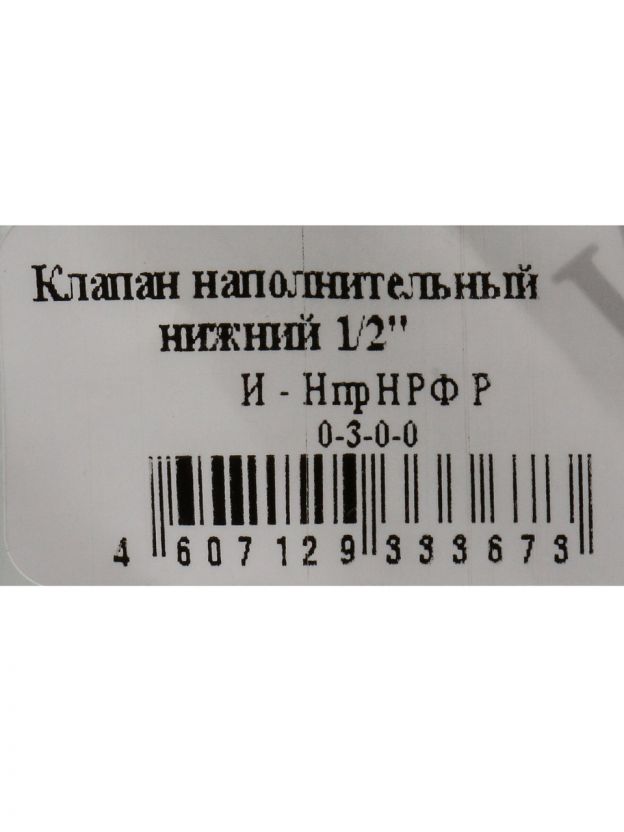 Клапан наполнительный
нижний 1/2"
И - НпрНРФ Р
0-3-0-0
4 607129 333673